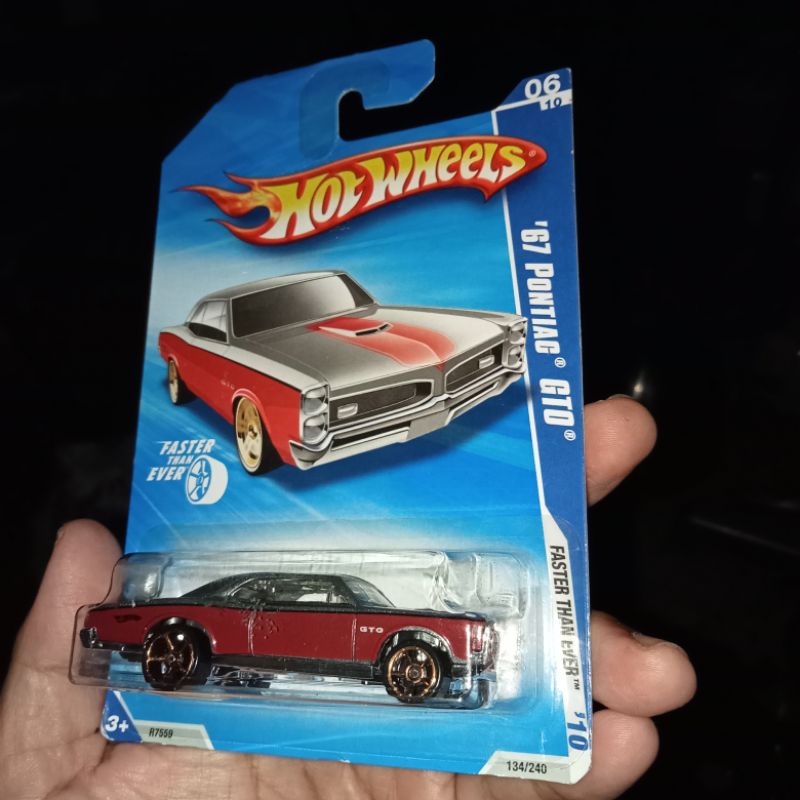 06
10
HOT WHEELS®
'67 PONTIAC® GTO®
FASTER
THAN
EVER
FASTER THAN EVER™ '10
GTO
3+
R7559
134/240